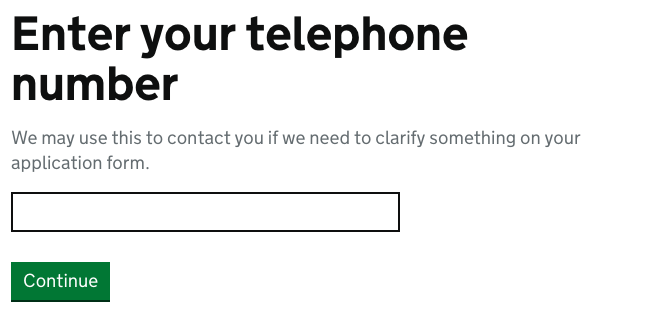 Enter your telephone
number
We may use this to contact you if we need to clarify something on your
application form.
Continue